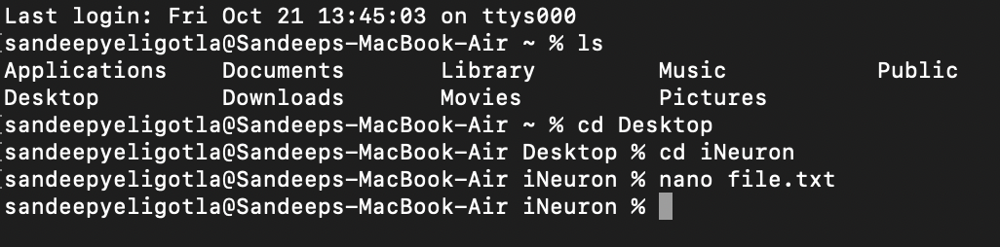 Last login: Fri Oct 21 13:45:03 on ttys000
[sandeepyeligotla@Sandeeps-MacBook-Air ~ % ls
Applications Documents Library Music Public
Desktop Downloads Movies Pictures
[sandeepyeligotla@Sandeeps-MacBook-Air ~ % cd Desktop
[sandeepyeligotla@Sandeeps-MacBook-Air Desktop % cd iNeuron
[sandeepyeligotla@Sandeeps-MacBook-Air iNeuron % nano file.txt
sandeepyeligotla@Sandeeps-MacBook-Air iNeuron %